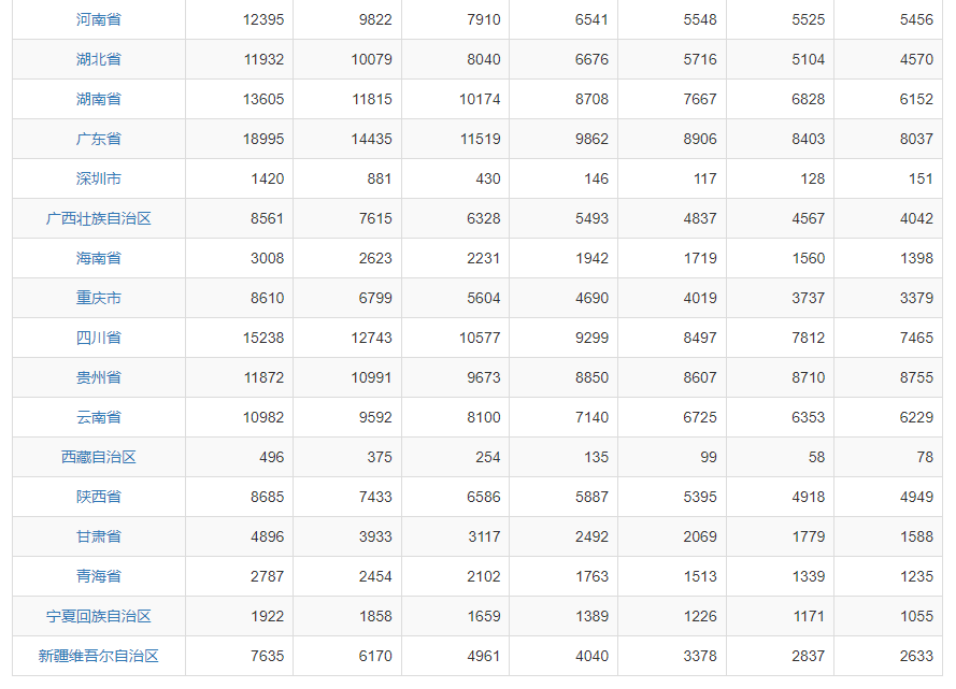 河南省 12395 9822 7910 6541 5548 5525 5456
湖北省 11932 10079 8040 6676 5716 5104 4570
湖南省 13605 11815 10174 8708 7667 6828 6152
广东省 18995 14435 11519 9862 8906 8403 8037
深圳市 1420 881 430 146 117 128 151
广西壮族自治区 8561 7615 6328 5493 4837 4567 4042
海南省 3008 2623 2231 1942 1719 1560 1398
重庆市 8610 6799 5604 4690 4019 3737 3379
四川省 15238 12743 10577 9299 8497 7812 7465
贵州省 11872 10991 9673 8850 8607 8710 8755
云南省 10982 9592 8100 7140 6725 6353 6229
西藏自治区 496 375 254 135 99 58 78
陕西省 8685 7433 6586 5887 5395 4918 4949
甘肃省 4896 3933 3117 2492 2069 1779 1588
青海省 2787 2454 2102 1763 1513 1339 1235
宁夏回族自治区 1922 1858 1659 1389 1226 1171 1055
新疆维吾尔自治区 7635 6170 4961 4040 3378 2837 2633